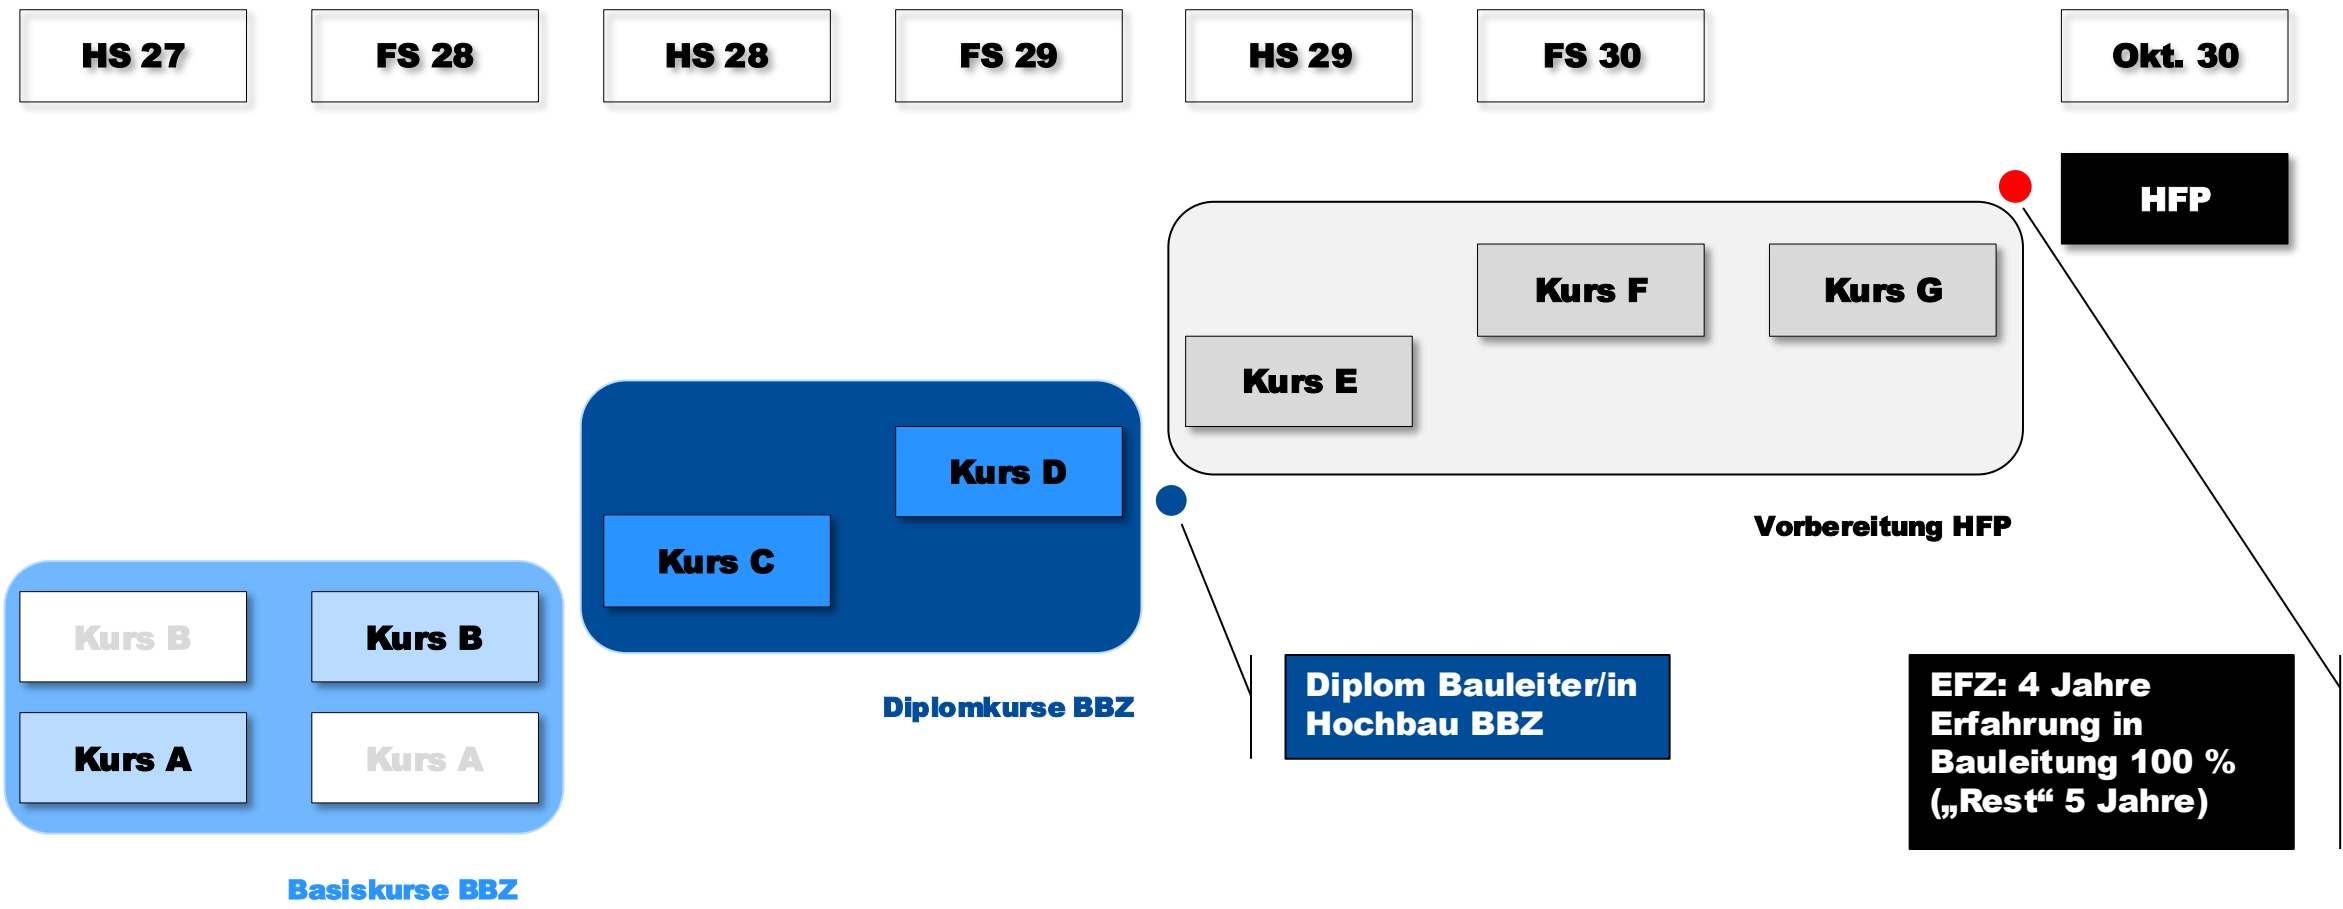 HS 27
FS 28
HS 28
FS 29
HS 29
FS 30
Okt. 30
HFP
Kurs F
Kurs G
Kurs E
Kurs D
Vorbereitung HFP
Kurs C
Kurs B
Kurs B
Diplomkurse BBZ
Diplom Bauleiter/in
Hochbau BBZ
EFZ: 4 Jahre
Erfahrung in
Bauleitung 100 %
(„Rest“ 5 Jahre)
Kurs A
Kurs A
Basiskurse BBZ